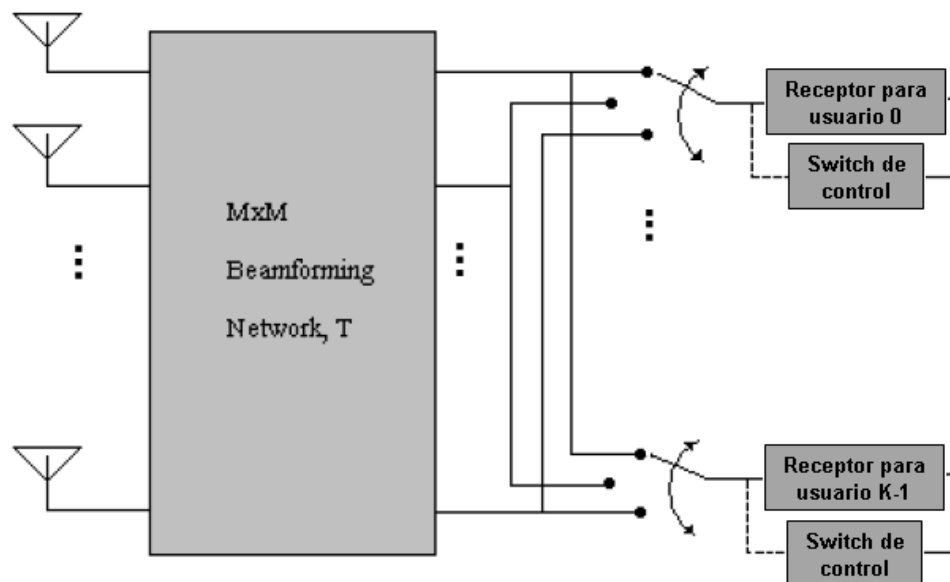 Receptor para
usuario 0
Switch de
control
MxM
Beamforming
Network, T
Receptor para
usuario K-1
Switch de
control